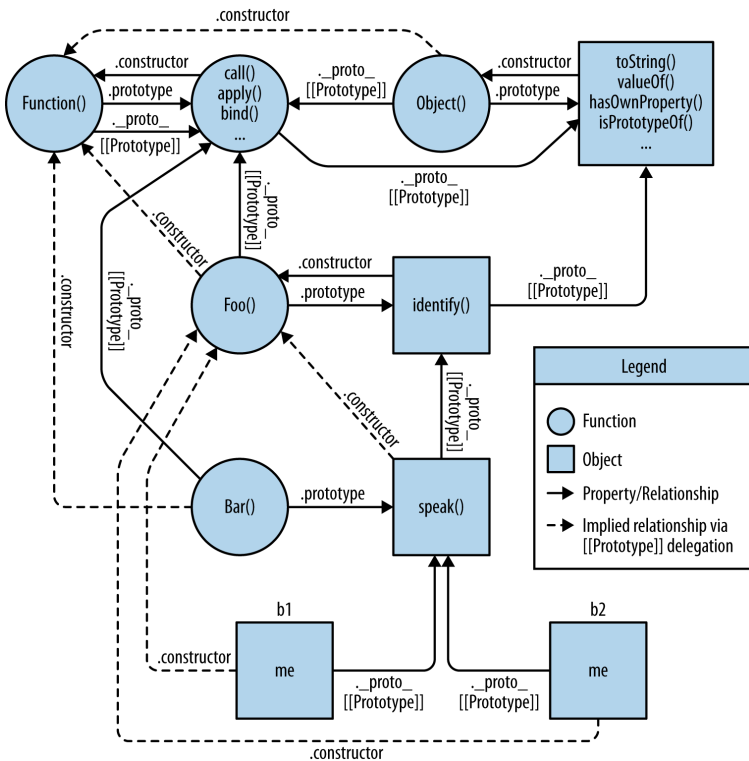 .constructor
.constructor
call()
apply()
bind()
...
Function()
.prototype
._proto_
[[Prototype]]
._proto_
[[Prototype]]
Object()
.constructor
.prototype
toString()
valueOf()
hasOwnProperty()
isPrototypeOf()
...
._proto_
[[Prototype]]
._proto_
[[Prototype]]
.constructor
.constructor
._proto_
[[Prototype]]
Foo()
.constructor
.prototype
identify()
._proto_
[[Prototype]]
._proto_
[[Prototype]]
.constructor
Bar()
.prototype
speak()
Legend
Function
Object
Property/Relationship
Implied relationship via
[[Prototype]] delegation
b1
me
.constructor
._proto_
[[Prototype]]
b2
me
._proto_
[[Prototype]]
.constructor